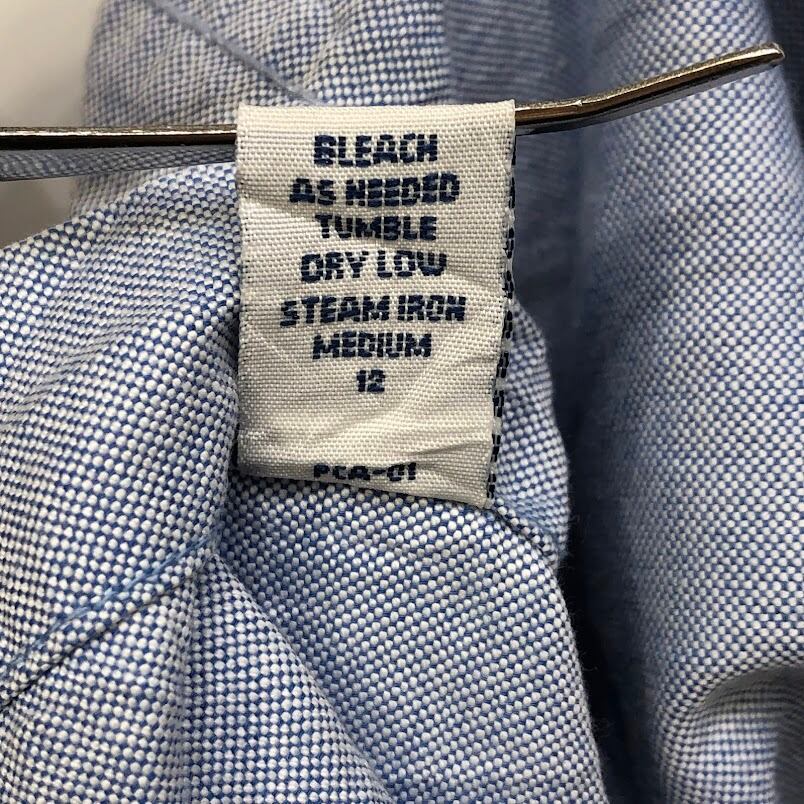 BLEACH
AS NEEDED
TUMBLE
DRY LOW
STEAM IRON
MEDIUM
12
PCA-01